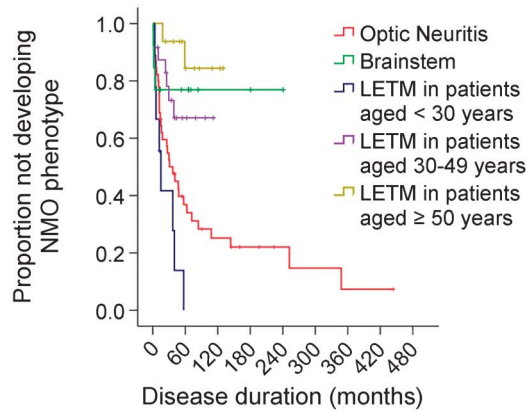 Proportion not developing
NMO phenotype
1.0
0.8
0.6
0.4
0.2
0.0
0
60
120
180
240
300
360
420
480
Disease duration (months)
Optic Neuritis
Brainstem
LETM in patients
aged < 30 years
LETM in patients
aged 30-49 years
LETM in patients
aged ≥ 50 years